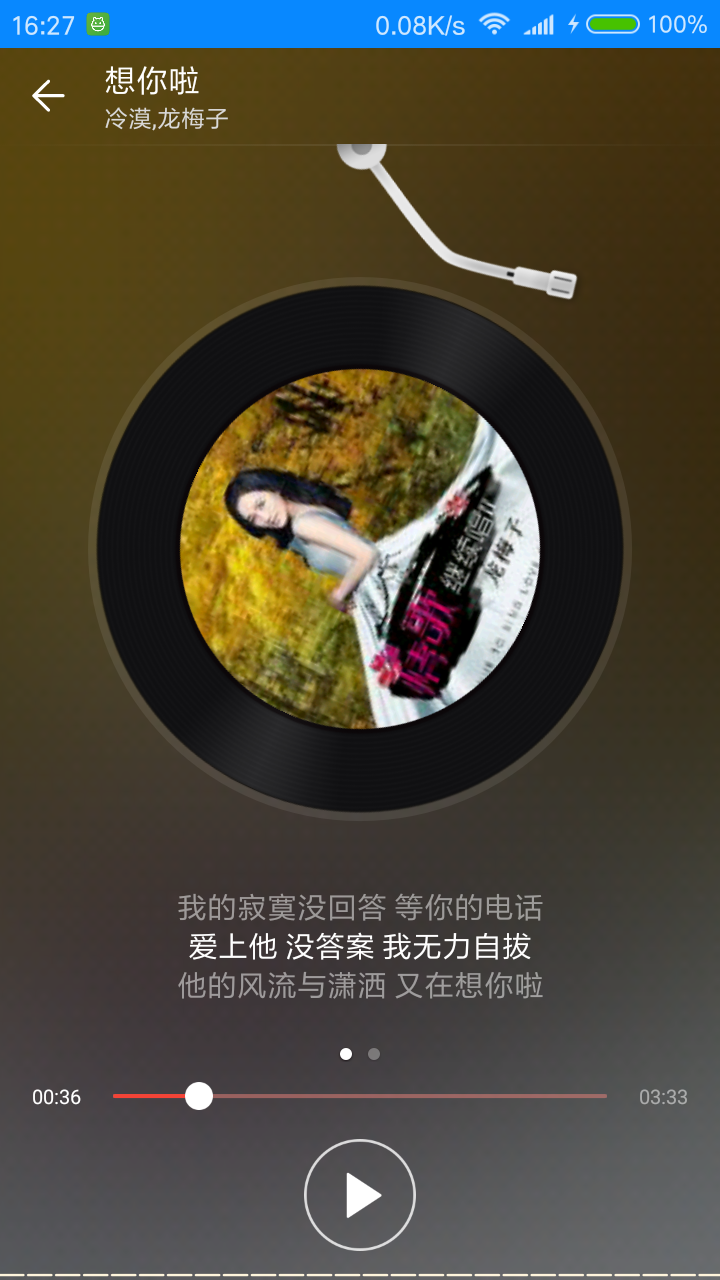 16:27 0.08K/s 100%
想你啦
冷漠,龙梅子
继续唱
情歌
龙梅子
我的寂寞没回答 等你的电话
爱上他 没答案 我无力自拔
他的风流与潇洒 又在想你啦
00:36 03:33